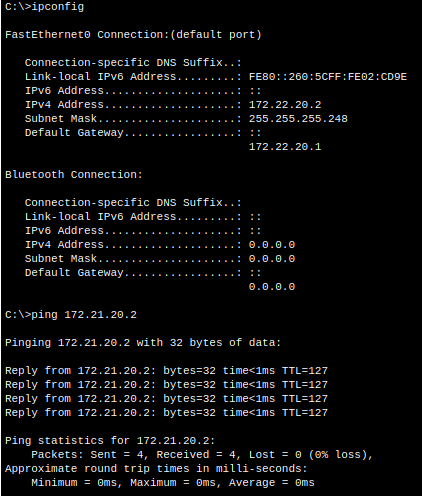 C:\>ipconfig
FastEthernet0 Connection:(default port)
Connection-specific DNS Suffix..:
Link-local IPv6 Address.........: FE80::260:5CFF:FE02:CD9E
IPv6 Address....................: ::
IPv4 Address....................: 172.22.20.2
Subnet Mask.....................: 255.255.255.248
Default Gateway.................: ::
172.22.20.1
Bluetooth Connection:
Connection-specific DNS Suffix..:
Link-local IPv6 Address.........: ::
IPv6 Address....................: ::
IPv4 Address....................: 0.0.0.0
Subnet Mask.....................: 0.0.0.0
Default Gateway.................: ::
0.0.0.0
C:\>ping 172.21.20.2
Pinging 172.21.20.2 with 32 bytes of data:
Reply from 172.21.20.2: bytes=32 time<1ms TTL=127
Reply from 172.21.20.2: bytes=32 time<1ms TTL=127
Reply from 172.21.20.2: bytes=32 time<1ms TTL=127
Reply from 172.21.20.2: bytes=32 time<1ms TTL=127
Ping statistics for 172.21.20.2:
Packets: Sent = 4, Received = 4, Lost = 0 (0% loss),
Approximate round trip times in milli-seconds:
Minimum = 0ms, Maximum = 0ms, Average = 0ms